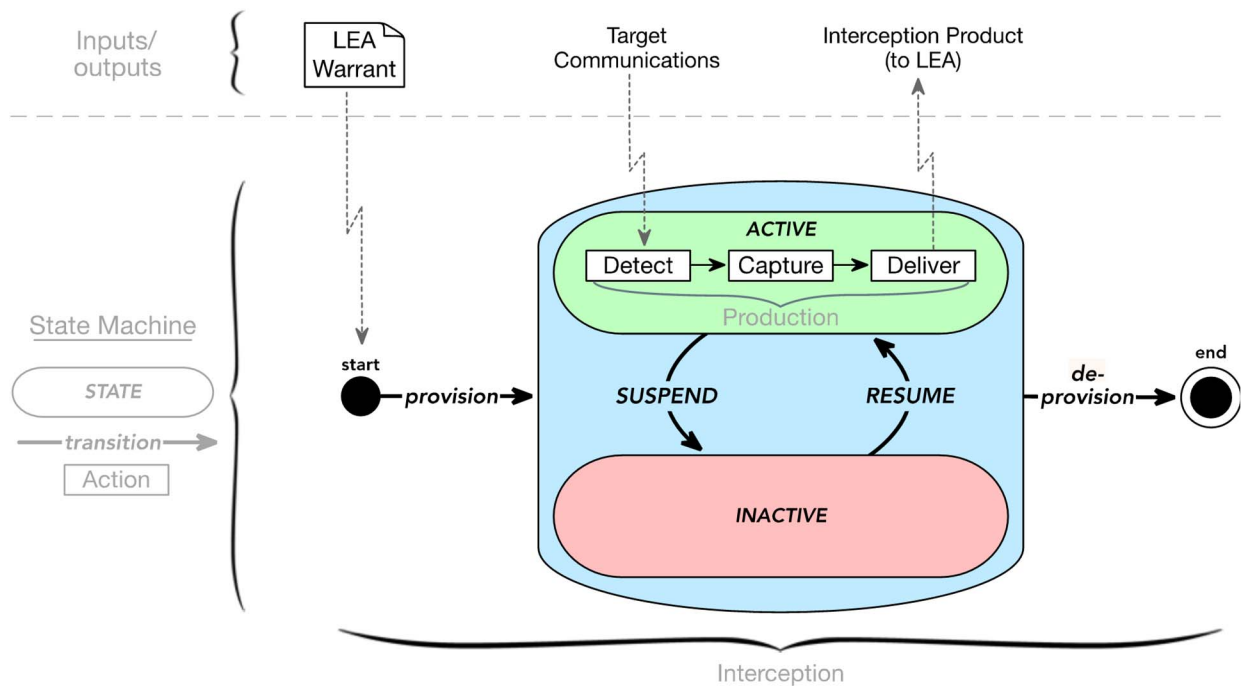 Inputs/
outputs
LEA
Warrant
Target
Communications
Interception Product
(to LEA)
ACTIVE
Detect
Capture
Deliver
Production
State Machine
STATE
transition
Action
start
provision
SUSPEND
RESUME
de-
provision
end
INACTIVE
Interception